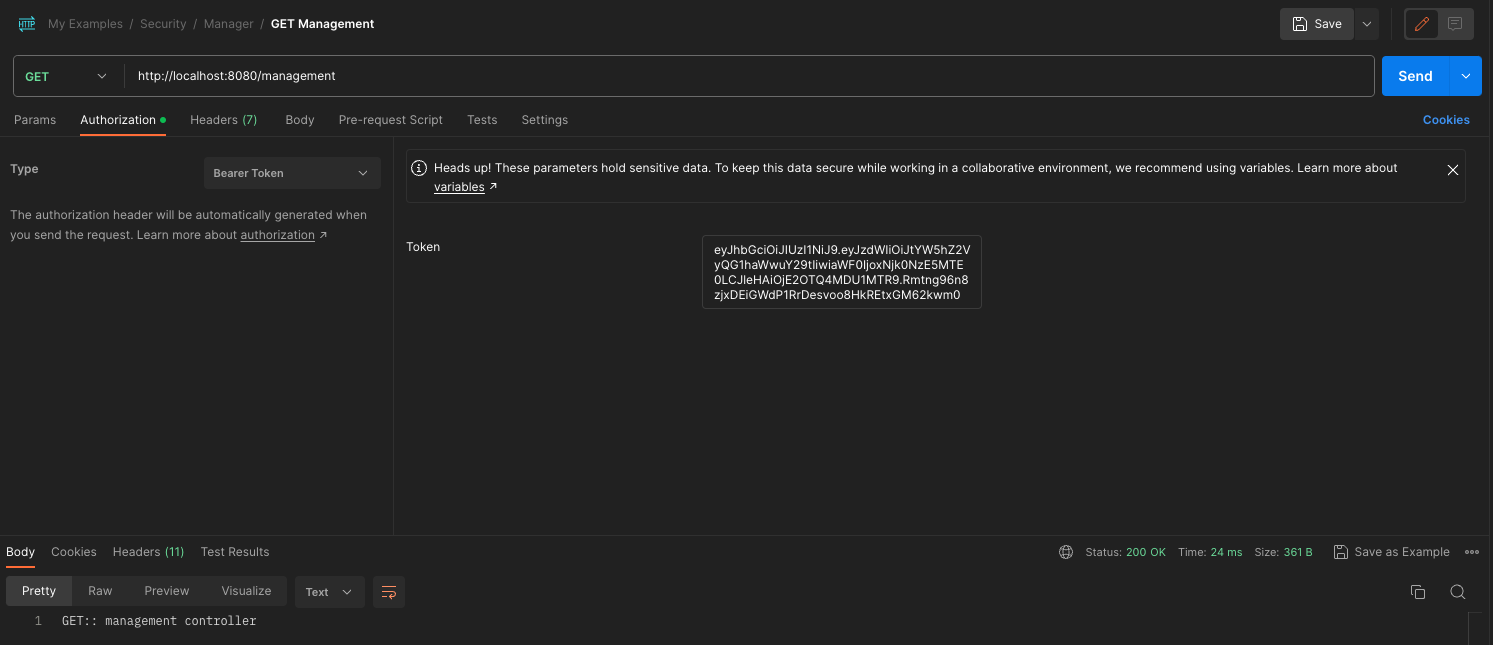 HTTP My Examples / Security / Manager / GET Management
Save
GET http://localhost:8080/management Send
Params Authorization Headers (7) Body Pre-request Script Tests Settings Cookies
Type Bearer Token
The authorization header will be automatically generated when
you send the request. Learn more about authorization ↗
Heads up! These parameters hold sensitive data. To keep this data secure while working in a collaborative environment, we recommend using variables. Learn more about
variables ↗
Token
eyJhbGciOiJIUzI1NiJ9.eyJzdWIiOiJtYW5hZ2V
yQG1haWwuY29tIiwiaWF0IjoxNjk0NzE5MTE
0LCJleHAiOjE2OTQ4MDU1MTR9.Rmtng96n8
zjxDEiGWdP1RrDesvoo8HkREtxGM62kwm0
Body Cookies Headers (11) Test Results Status: 200 OK Time: 24 ms Size: 361 B Save as Example
Pretty Raw Preview Visualize Text
1 GET:: management controller